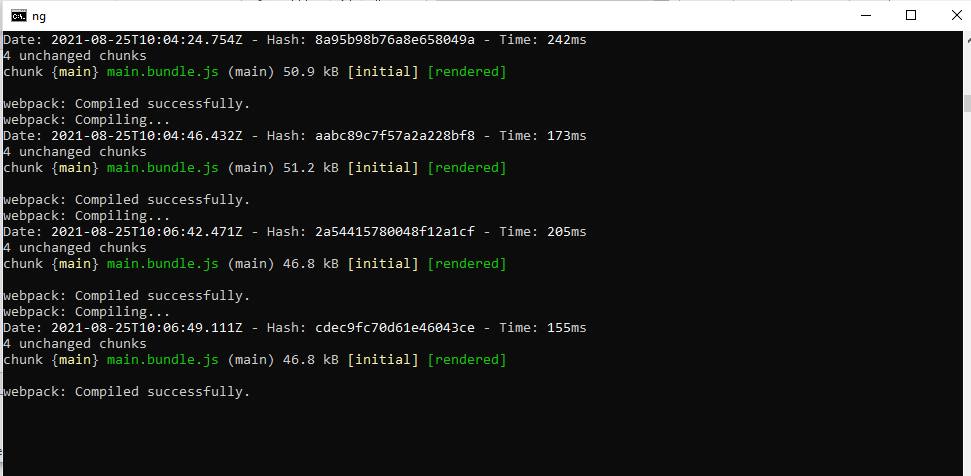 ng
Date: 2021-08-25T10:04:24.754Z - Hash: 8a95b98b76a8e658049a - Time: 242ms
4 unchanged chunks
chunk {main} main.bundle.js (main) 50.9 kB [initial] [rendered]
webpack: Compiled successfully.
webpack: Compiling...
Date: 2021-08-25T10:04:46.432Z - Hash: aabc89c7f57a2a228bf8 - Time: 173ms
4 unchanged chunks
chunk {main} main.bundle.js (main) 51.2 kB [initial] [rendered]
webpack: Compiled successfully.
webpack: Compiling...
Date: 2021-08-25T10:06:42.471Z - Hash: 2a54415780048f12a1cf - Time: 205ms
4 unchanged chunks
chunk {main} main.bundle.js (main) 46.8 kB [initial] [rendered]
webpack: Compiled successfully.
webpack: Compiling...
Date: 2021-08-25T10:06:49.111Z - Hash: cdec9fc70d61e46043ce - Time: 155ms
4 unchanged chunks
chunk {main} main.bundle.js (main) 46.8 kB [initial] [rendered]
webpack: Compiled successfully.